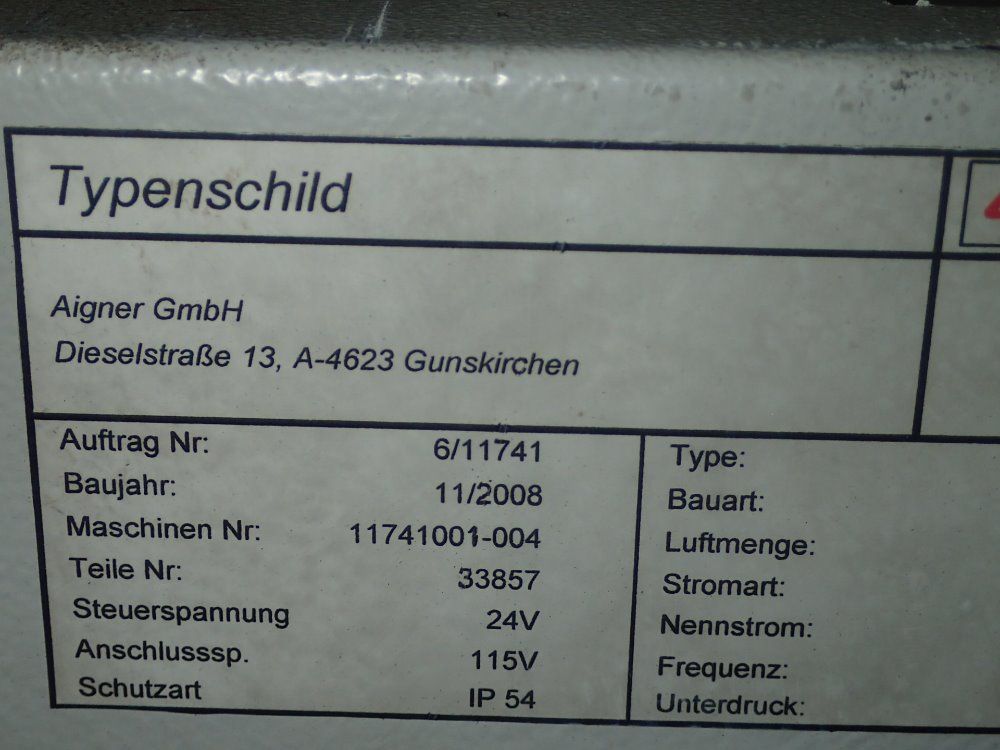 Typenschild
Aigner GmbH
Dieselstraße 13, A-4623 Gunskirchen
Auftrag Nr: 6/11741
Baujahr: 11/2008
Maschinen Nr: 11741001-004
Teile Nr: 33857
Steuerspannung 24V
Anschlusssp. 115V
Schutzart IP 54
Type:
Bauart:
Luftmenge:
Stromart:
Nennstrom:
Frequenz:
Unterdruck: